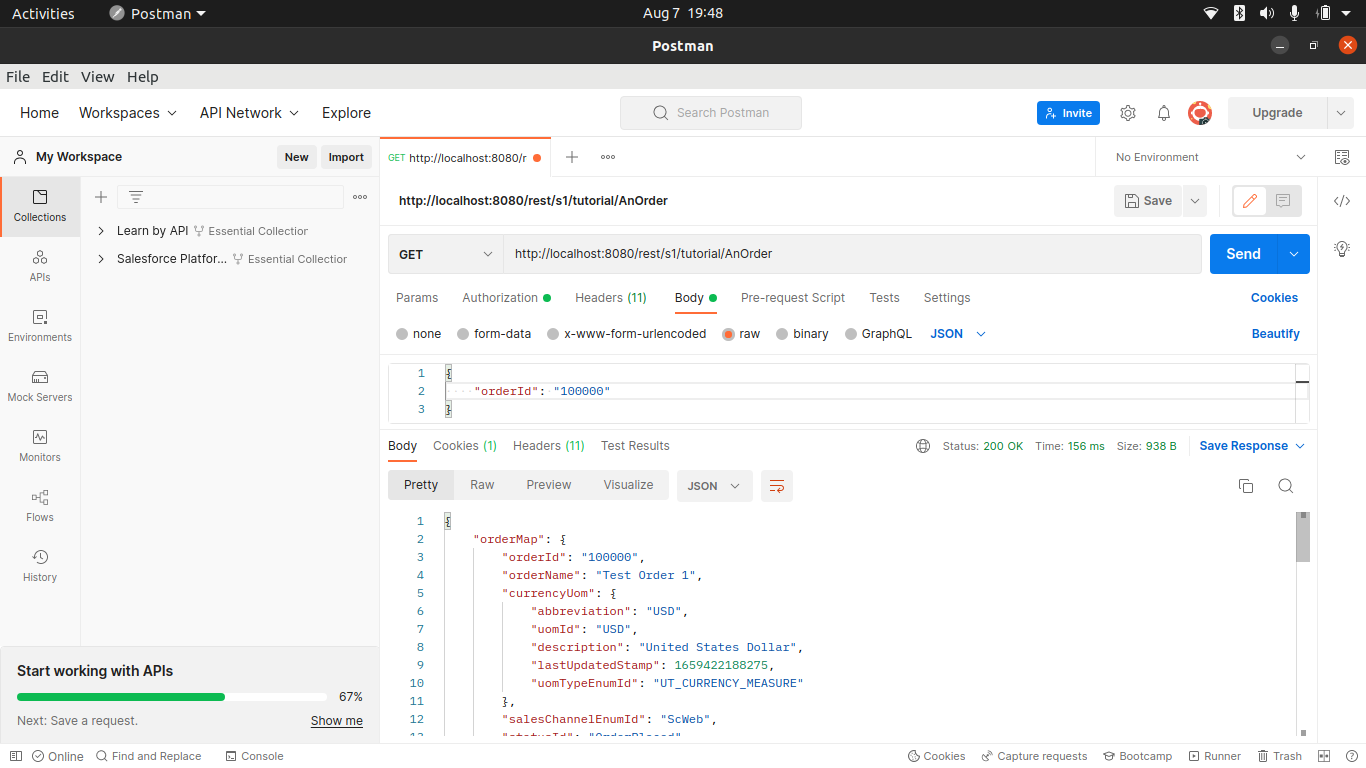 Activities Postman Aug 7 19:48
Postman
File Edit View Help
Home Workspaces API Network Explore Search Postman Invite Upgrade
My Workspace New Import GET http://localhost:8080/r No Environment
http://localhost:8080/rest/s1/tutorial/AnOrder Save
Collections
APIs
Environments
Mock Servers
Monitors
Flows
History
Learn by API Essential Collection
Salesforce Platfor... Essential Collection
GET http://localhost:8080/rest/s1/tutorial/AnOrder Send
Params Authorization Headers (11) Body Pre-request Script Tests Settings Cookies
none form-data x-www-form-urlencoded raw binary GraphQL JSON Beautify
1 {
2 "orderId": "100000"
3 }
Body Cookies (1) Headers (11) Test Results Status: 200 OK Time: 156 ms Size: 938 B Save Response
Pretty Raw Preview Visualize JSON
1 {
2 "orderMap": {
3 "orderId": "100000",
4 "orderName": "Test Order 1",
5 "currencyUom": {
6 "abbreviation": "USD",
7 "uomId": "USD",
8 "description": "United States Dollar",
9 "lastUpdatedStamp": 1659422188275,
10 "uomTypeEnumId": "UT_CURRENCY_MEASURE"
11 },
12 "salesChannelEnumId": "ScWeb",
13 "statusId": "OrderPlaced"
Start working with APIs
67%
Next: Save a request. Show me
Online Find and Replace Console Cookies Capture requests Bootcamp Runner Trash